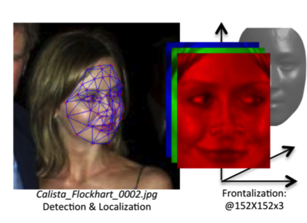 Calista_Flockhart_0002.jpg
Detection & Localization
Frontalization:
@152X152x3